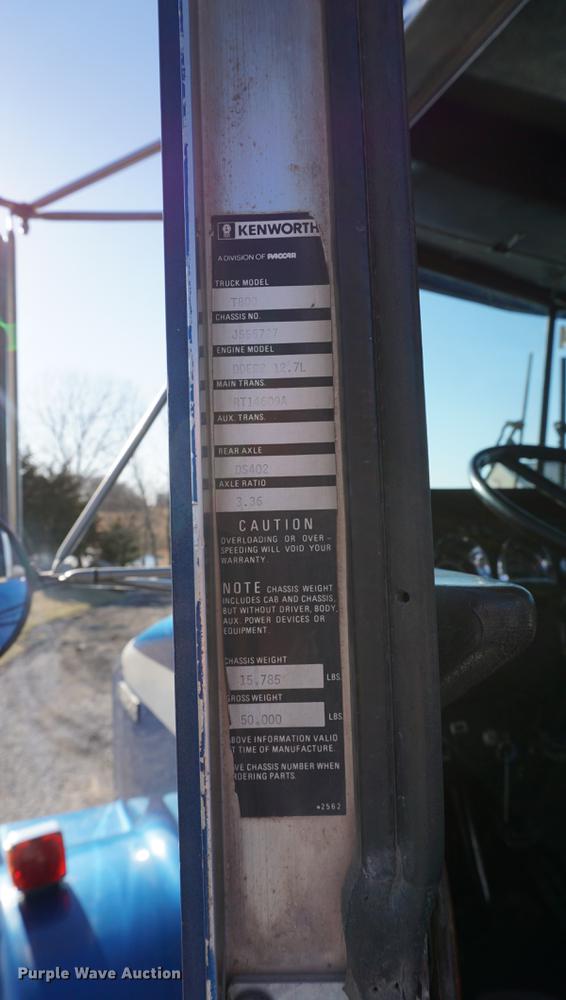 KENWORTH
A DIVISION OF PACCAR
TRUCK MODEL
T800
CHASSIS NO.
ENGINE MODEL
12.7L
MAIN TRANS.
RT14609A
AUX. TRANS.
REAR AXLE
DS402
AXLE RATIO
3.36
CAUTION
OVERLOADING OR OVER-
SPEEDING WILL VOID YOUR
WARRANTY.
NOTE CHASSIS WEIGHT
INCLUDES CAB AND CHASSIS,
BUT WITHOUT DRIVER, BODY,
AUX. POWER DEVICES OR
EQUIPMENT.
CHASSIS WEIGHT
15,785 LBS.
GROSS WEIGHT
50,000 LBS.
ABOVE INFORMATION VALID
T TIME OF MANUFACTURE.
VE CHASSIS NUMBER WHEN
RDERING PARTS.
*2562
Purple Wave Auction